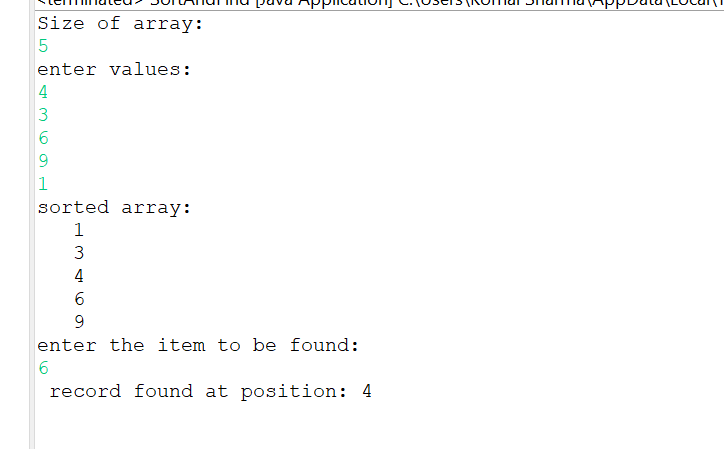 <terminated> SortAndFind [Java Application] C:\Users\Komal Sharma\AppData\Local\
Size of array:
5
enter values:
4
3
6
9
1
sorted array:
1
3
4
6
9
enter the item to be found:
6
record found at position: 4